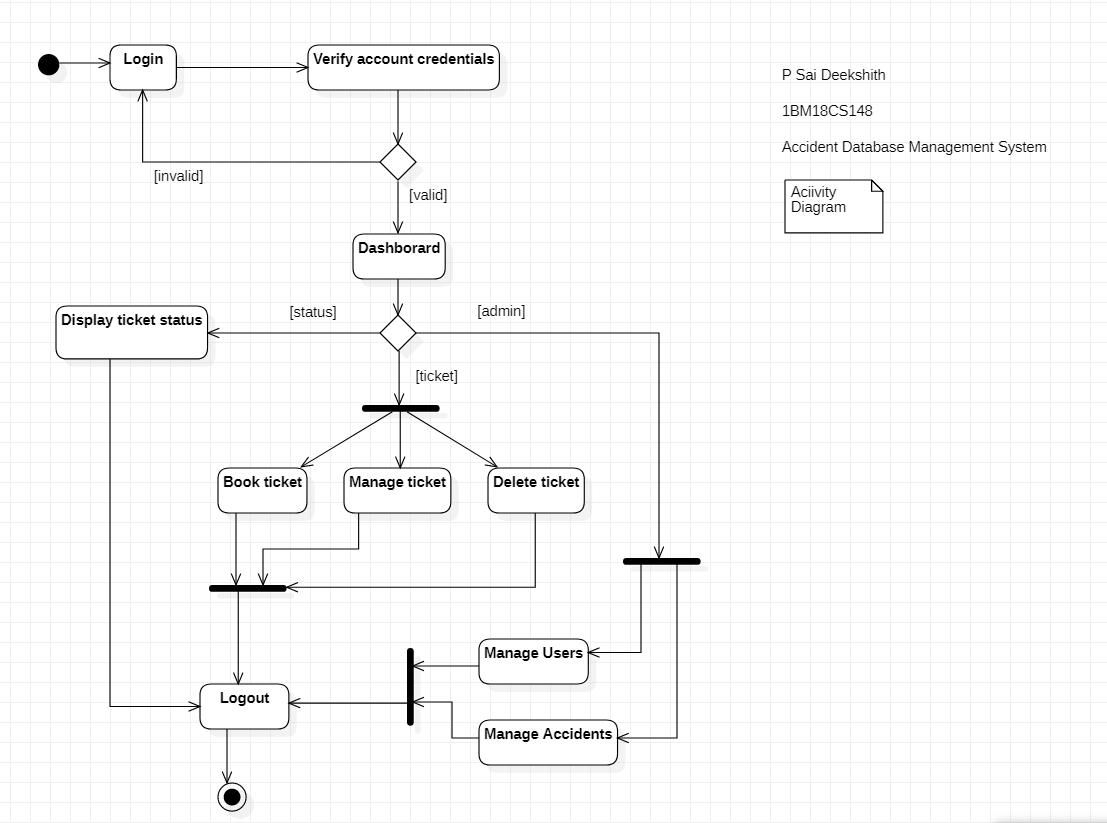 Login
Verify account credentials
P Sai Deekshith
1BM18CS148
Accident Database Management System
[invalid]
[valid]
Aciivity
Diagram
Dashborard
[status]
[admin]
Display ticket status
[ticket]
Book ticket
Manage ticket
Delete ticket
Manage Users
Logout
Manage Accidents